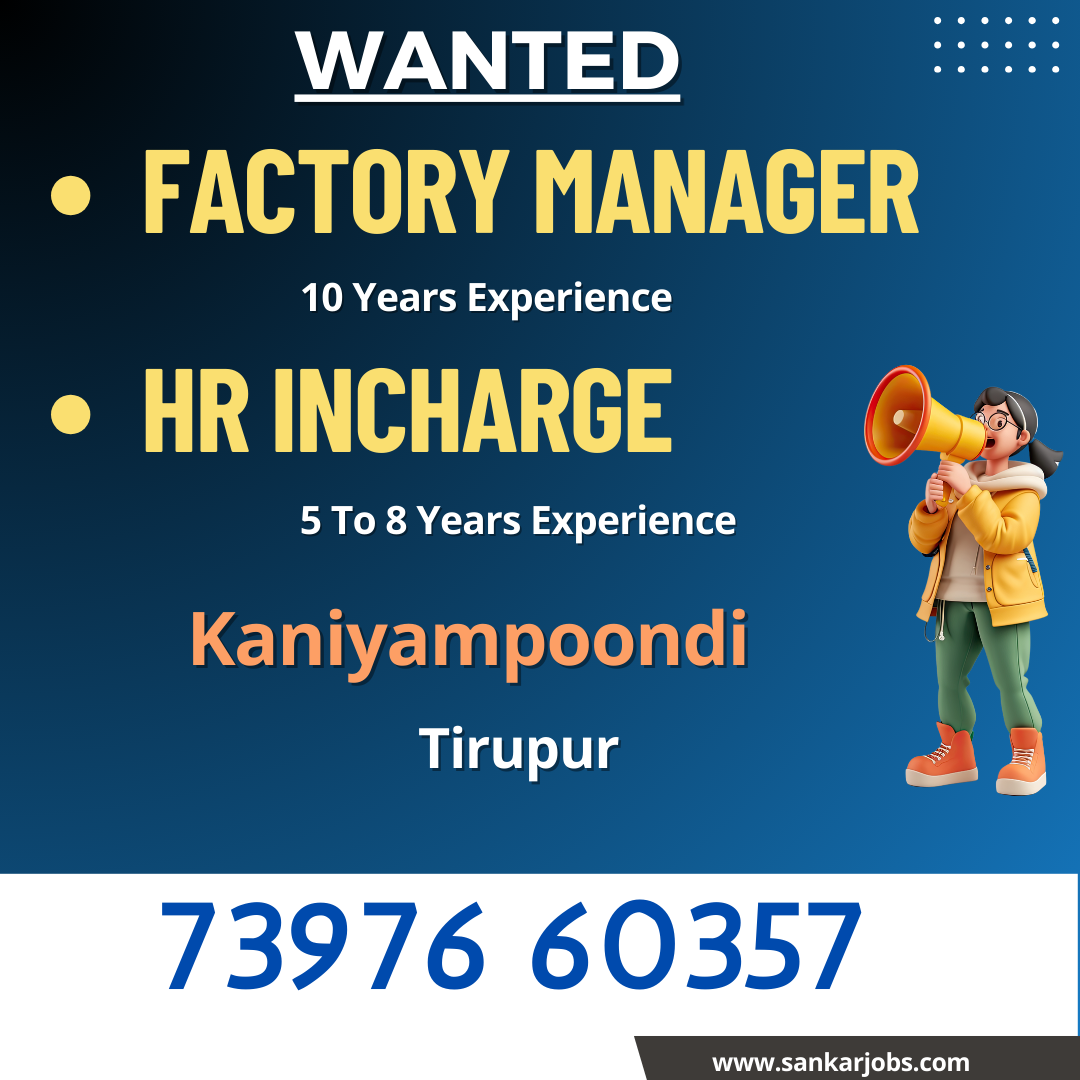 WANTED
FACTORY MANAGER
10 Years Experience
HR INCHARGE
5 To 8 Years Experience
Kaniyampoondi
Tirupur
73976 60357
www.sankarjobs.com